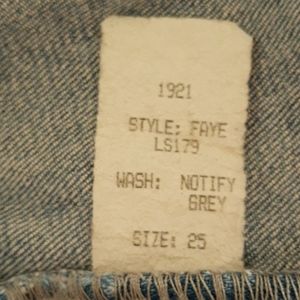 1921
STYLE: FAYE
LS179
WASH: NOTIFY
GREY
SIZE: 25